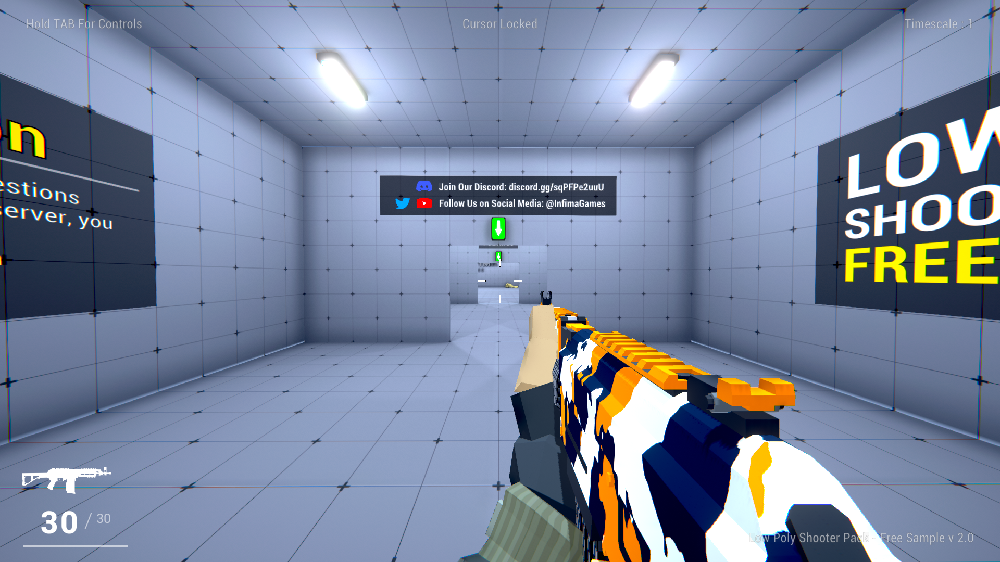 Hold TAB For Controls
Cursor Locked
Timescale : 1
estions
server, you
LOW
SHOO
FREE
Join Our Discord: discord.gg/sqPFPe2uuU
Follow Us on Social Media: @InfimaGames
30 / 30
Low Poly Shooter Pack - Free Sample v 2.0